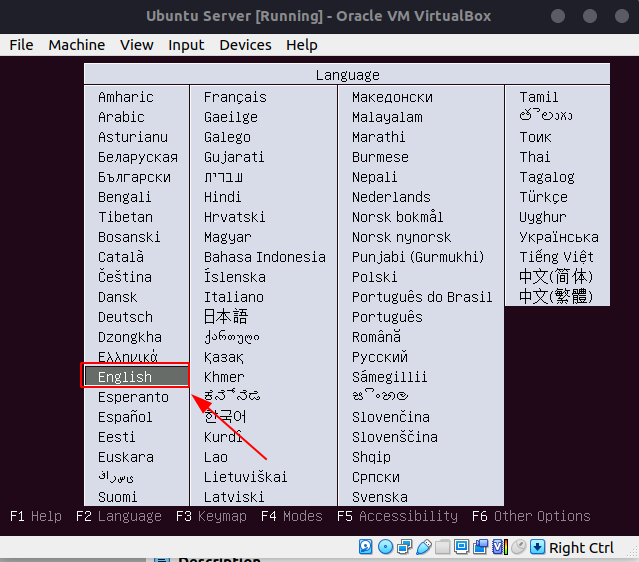 Ubuntu Server [Running] - Oracle VM VirtualBox
File Machine View Input Devices Help
Language
Amharic
Arabic
Asturianu
Беларуская
Български
Bengali
Tibetan
Bosanski
Català
Čeština
Dansk
Deutsch
Dzongkha
Ελληνικά
English
Esperanto
Español
Eesti
Euskara
Suomi
Français
Gaeilge
Galego
Gujarati
עברית
Hindi
Hrvatski
Magyar
Bahasa Indonesia
Íslenska
Italiano
日本語
ქართული
Қазақ
Khmer
ಕನ್ನಡ
한국어
Kurdî
Lao
Lietuviškai
Latviski
Македонски
Malayalam
Marathi
Burmese
Nepali
Nederlands
Norsk bokmål
Norsk nynorsk
Punjabi (Gurmukhi)
Polski
Português do Brasil
Português
Română
Русский
Sámegillii
සිංහල
Slovenčina
Slovenščina
Shqip
Српски
Svenska
Tamil
తెలుగు
Тоик
Thai
Tagalog
Türkçe
Uyghur
Українська
Tiếng Việt
中文(简体)
中文(繁體)
F1 Help F2 Language F3 Keymap F4 Modes F5 Accessibility F6 Other Options
Right Ctrl
Description